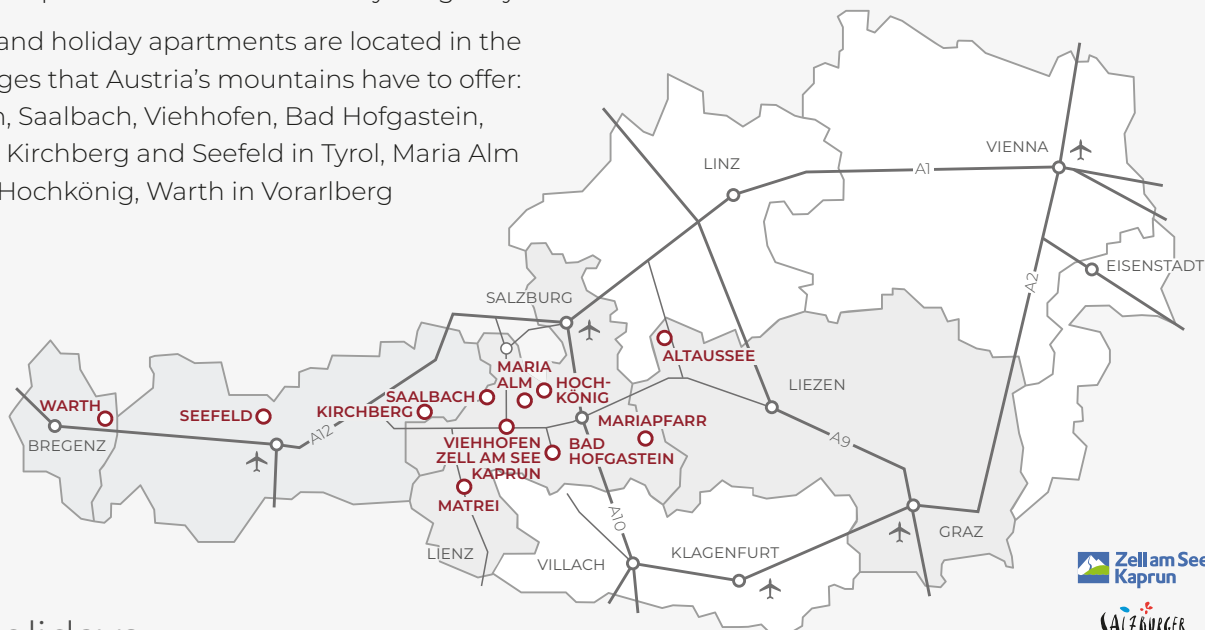 and holiday apartments are located in the
ges that Austria's mountains have to offer:
Saalbach, Viehhofen, Bad Hofgastein,
Kirchberg and Seefeld in Tyrol, Maria Alm
Hochkönig, Warth in Vorarlberg
VIENNA
LINZ
A1
EISENSTADT
A2
SALZBURG
ALTAUSSEE
MARIA
ALM
HOCH-
KÖNIG
LIEZEN
SAALBACH
WARTH
SEEFELD
KIRCHBERG
MARIAPFARR
A12
A9
BREGENZ
VIEHHOFEN
ZELL AM SEE
KAPRUN
BAD
HOFGASTEIN
MATREI
A10
GRAZ
LIENZ
VILLACH
KLAGENFURT
Zell am See
Kaprun
SALZBURGER